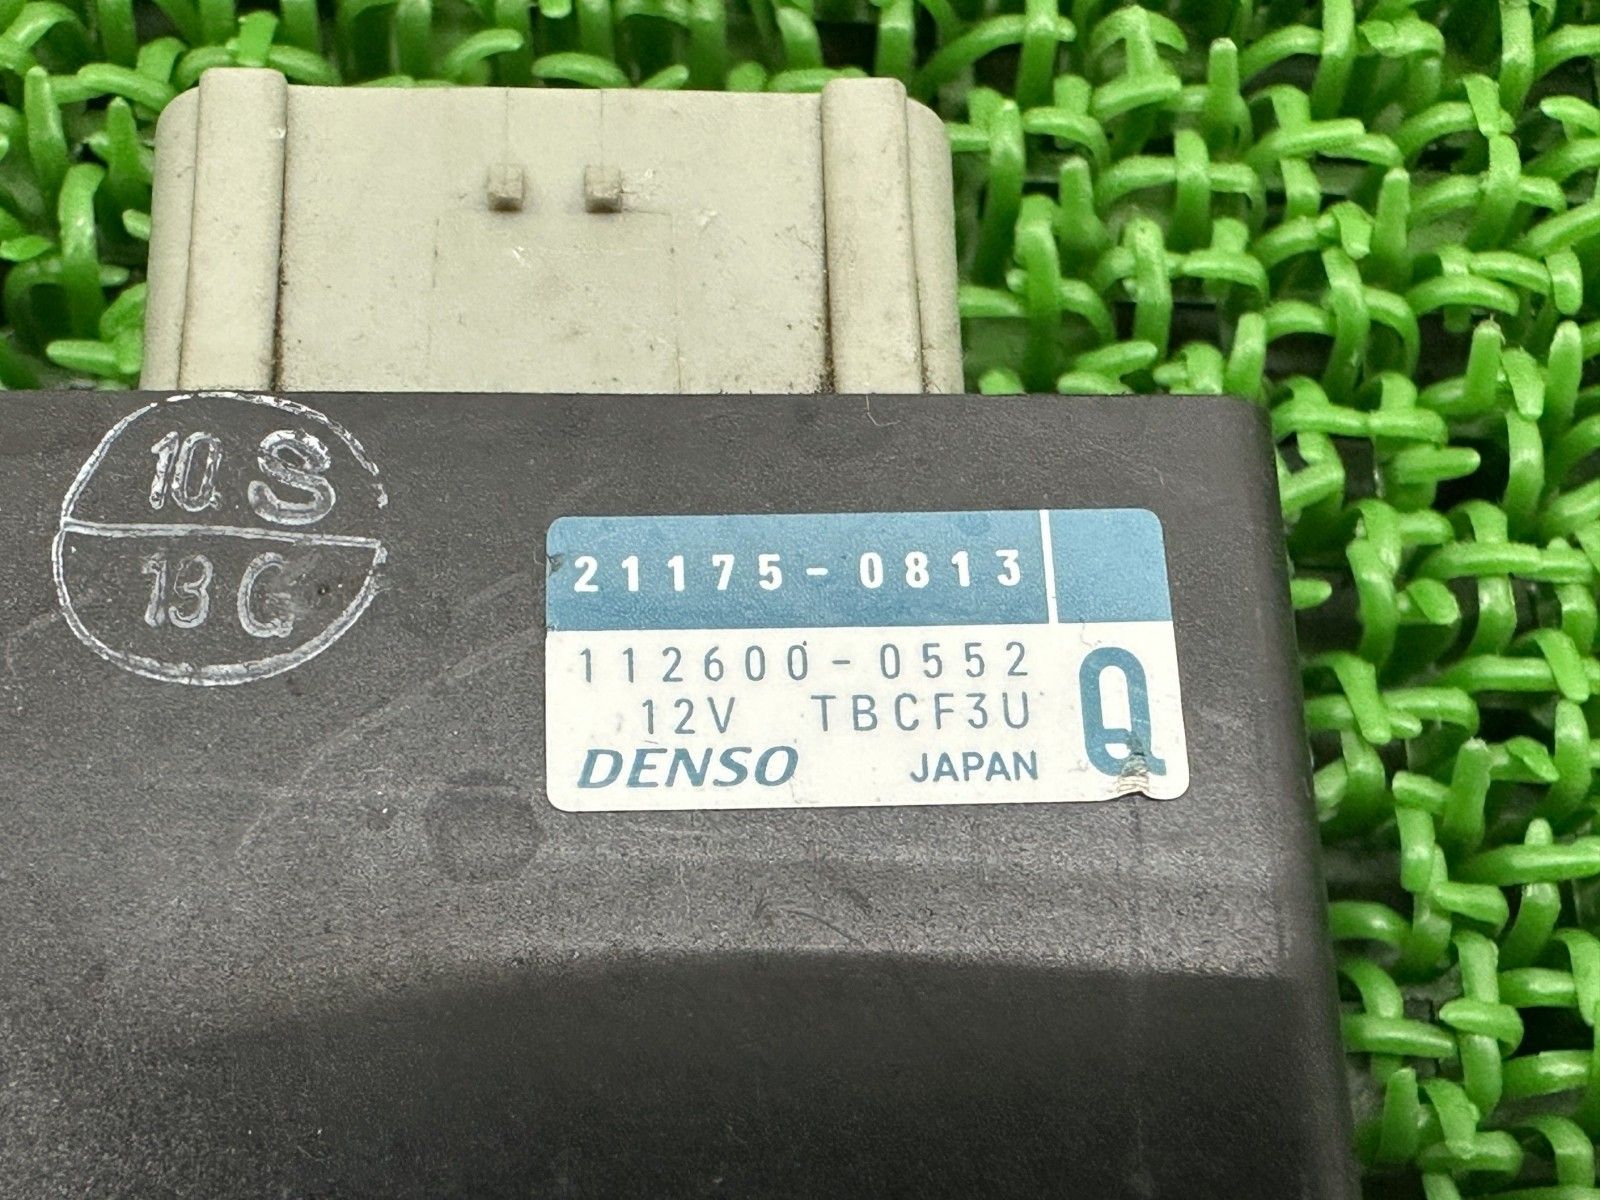 10 S
13 G
21175-0813
112600-0552
12V TBCF3U
DENSO JAPAN
Q